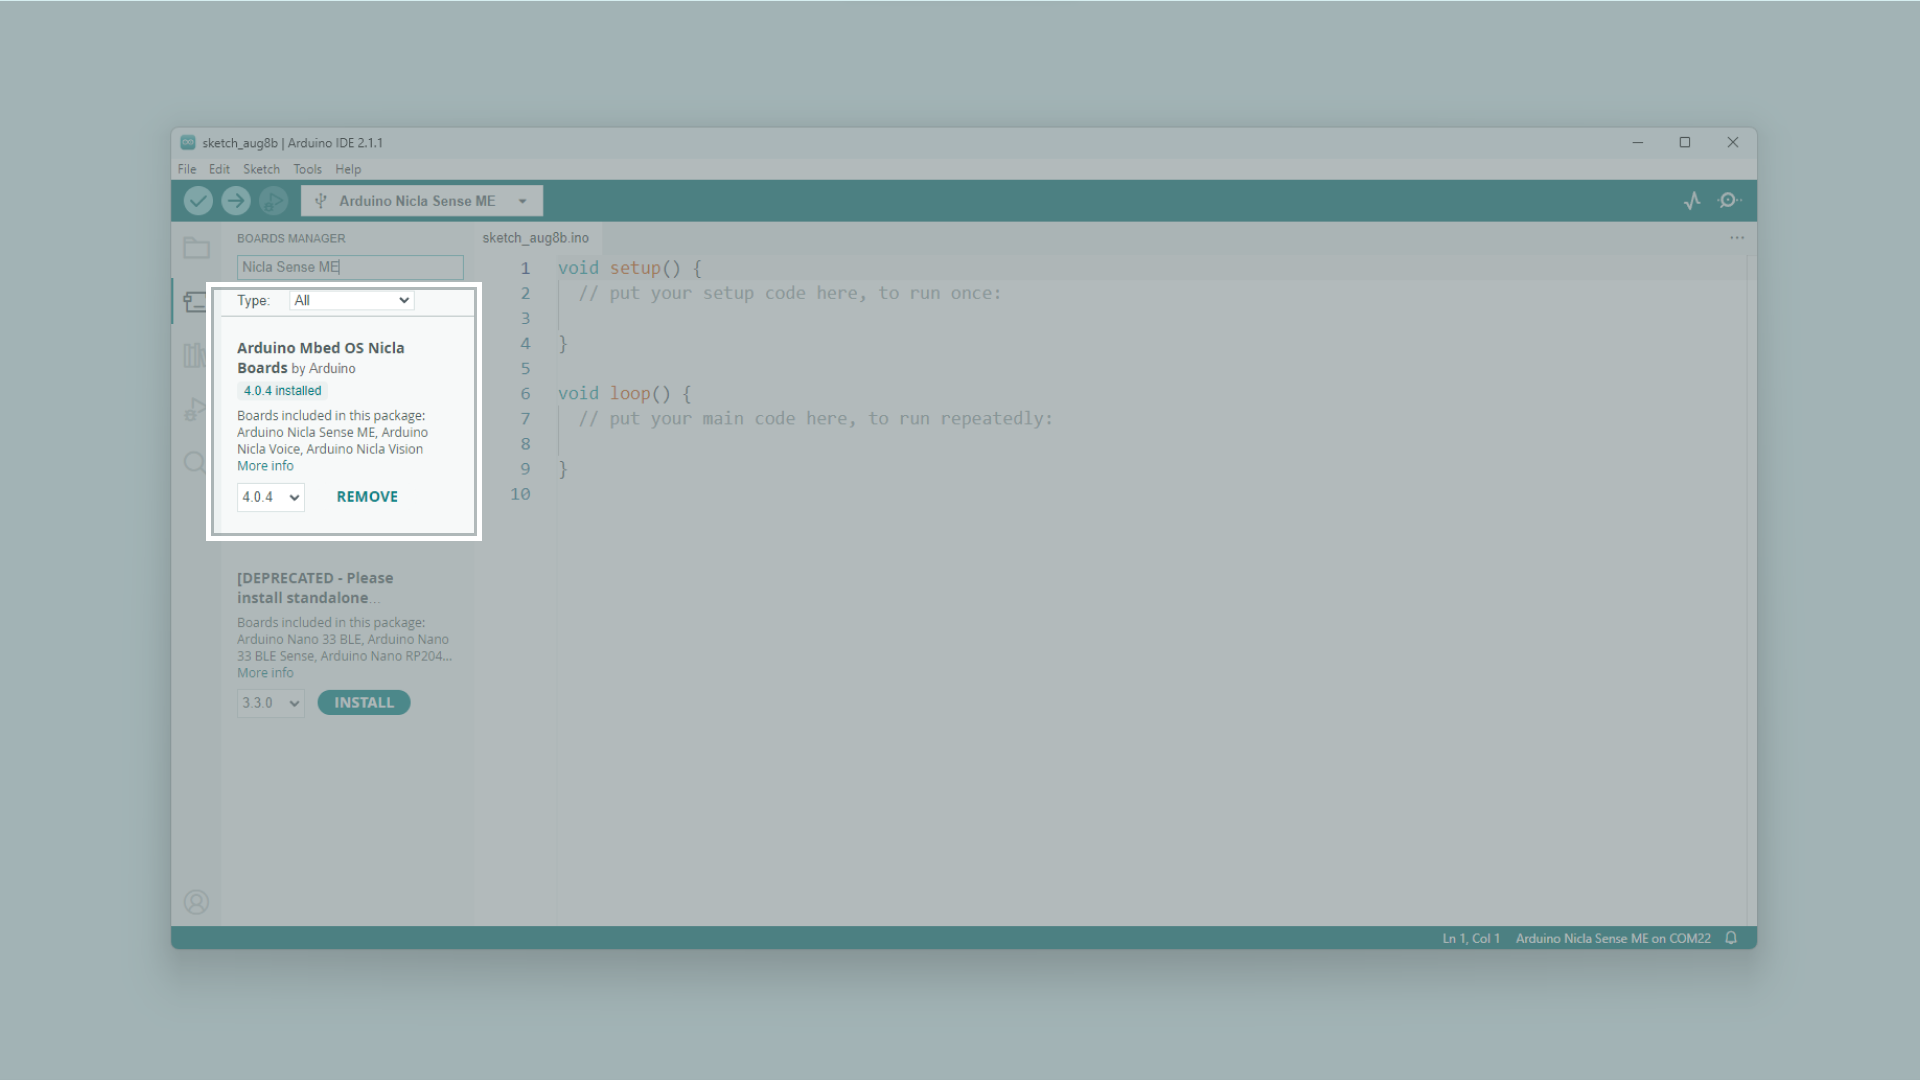 sketch_aug8b | Arduino IDE 2.1.1
File Edit Sketch Tools Help
Arduino Nicla Sense ME
BOARDS MANAGER
Nicla Sense ME
Type: All
Arduino Mbed OS Nicla
Boards by Arduino
4.0.4 installed
Boards included in this package:
Arduino Nicla Sense ME, Arduino
Nicla Voice, Arduino Nicla Vision
More info
4.0.4 REMOVE
[DEPRECATED - Please
install standalone...
Boards included in this package:
Arduino Nano 33 BLE, Arduino Nano
33 BLE Sense, Arduino Nano RP204...
More info
3.3.0 INSTALL
sketch_aug8b.ino
1 void setup() {
2 // put your setup code here, to run once:
3
4 }
5
6 void loop() {
7 // put your main code here, to run repeatedly:
8
9 }
10
Ln 1, Col 1 Arduino Nicla Sense ME on COM22